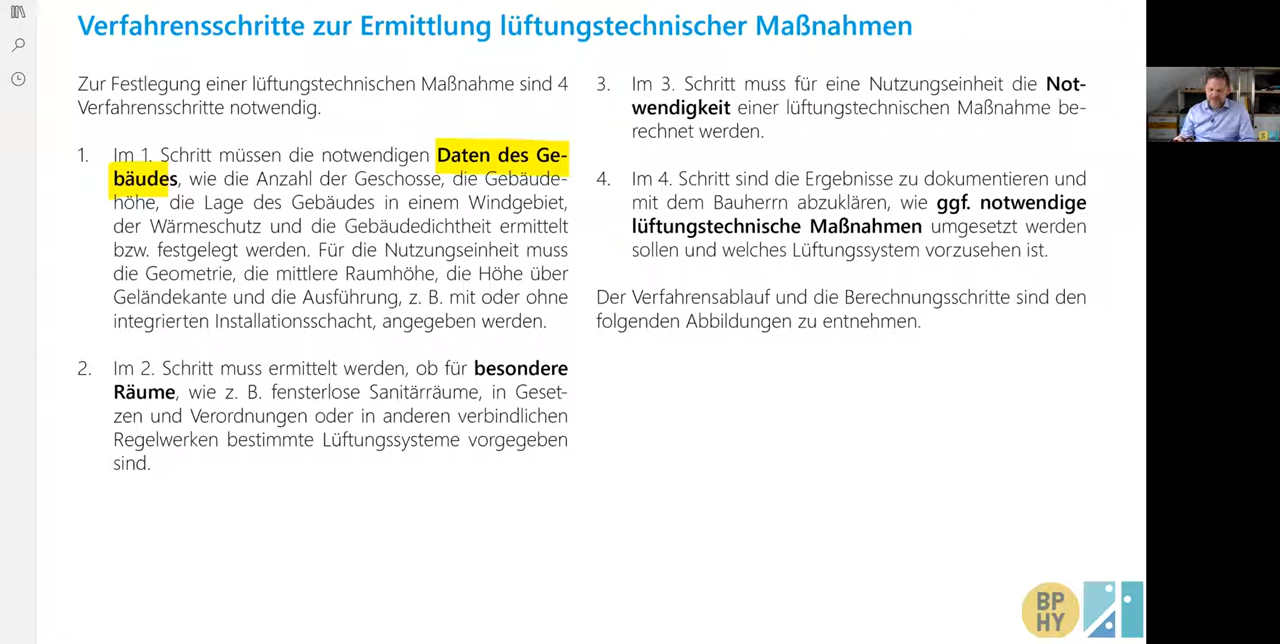 Verfahrensschritte zur Ermittlung lüftungstechnischer Maßnahmen
Zur Festlegung einer lüftungstechnischen Maßnahme sind 4
Verfahrensschritte notwendig.
1. Im 1. Schritt müssen die notwendigen Daten des Ge-
bäudes, wie die Anzahl der Geschosse, die Gebäude-
höhe, die Lage des Gebäudes in einem Windgebiet,
der Wärmeschutz und die Gebäudedichtheit ermittelt
bzw. festgelegt werden. Für die Nutzungseinheit muss
die Geometrie, die mittlere Raumhöhe, die Höhe über
Geländekante und die Ausführung, z. B. mit oder ohne
integrierten Installationsschacht, angegeben werden.
2. Im 2. Schritt muss ermittelt werden, ob für besondere
Räume, wie z. B. fensterlose Sanitärräume, in Geset-
zen und Verordnungen oder in anderen verbindlichen
Regelwerken bestimmte Lüftungssysteme vorgegeben
sind.
3. Im 3. Schritt muss für eine Nutzungseinheit die Not-
wendigkeit einer lüftungstechnischen Maßnahme be-
rechnet werden.
4. Im 4. Schritt sind die Ergebnisse zu dokumentieren und
mit dem Bauherrn abzuklären, wie ggf. notwendige
lüftungstechnische Maßnahmen umgesetzt werden
sollen und welches Lüftungssystem vorzusehen ist.
Der Verfahrensablauf und die Berechnungsschritte sind den
folgenden Abbildungen zu entnehmen.
BP
HY